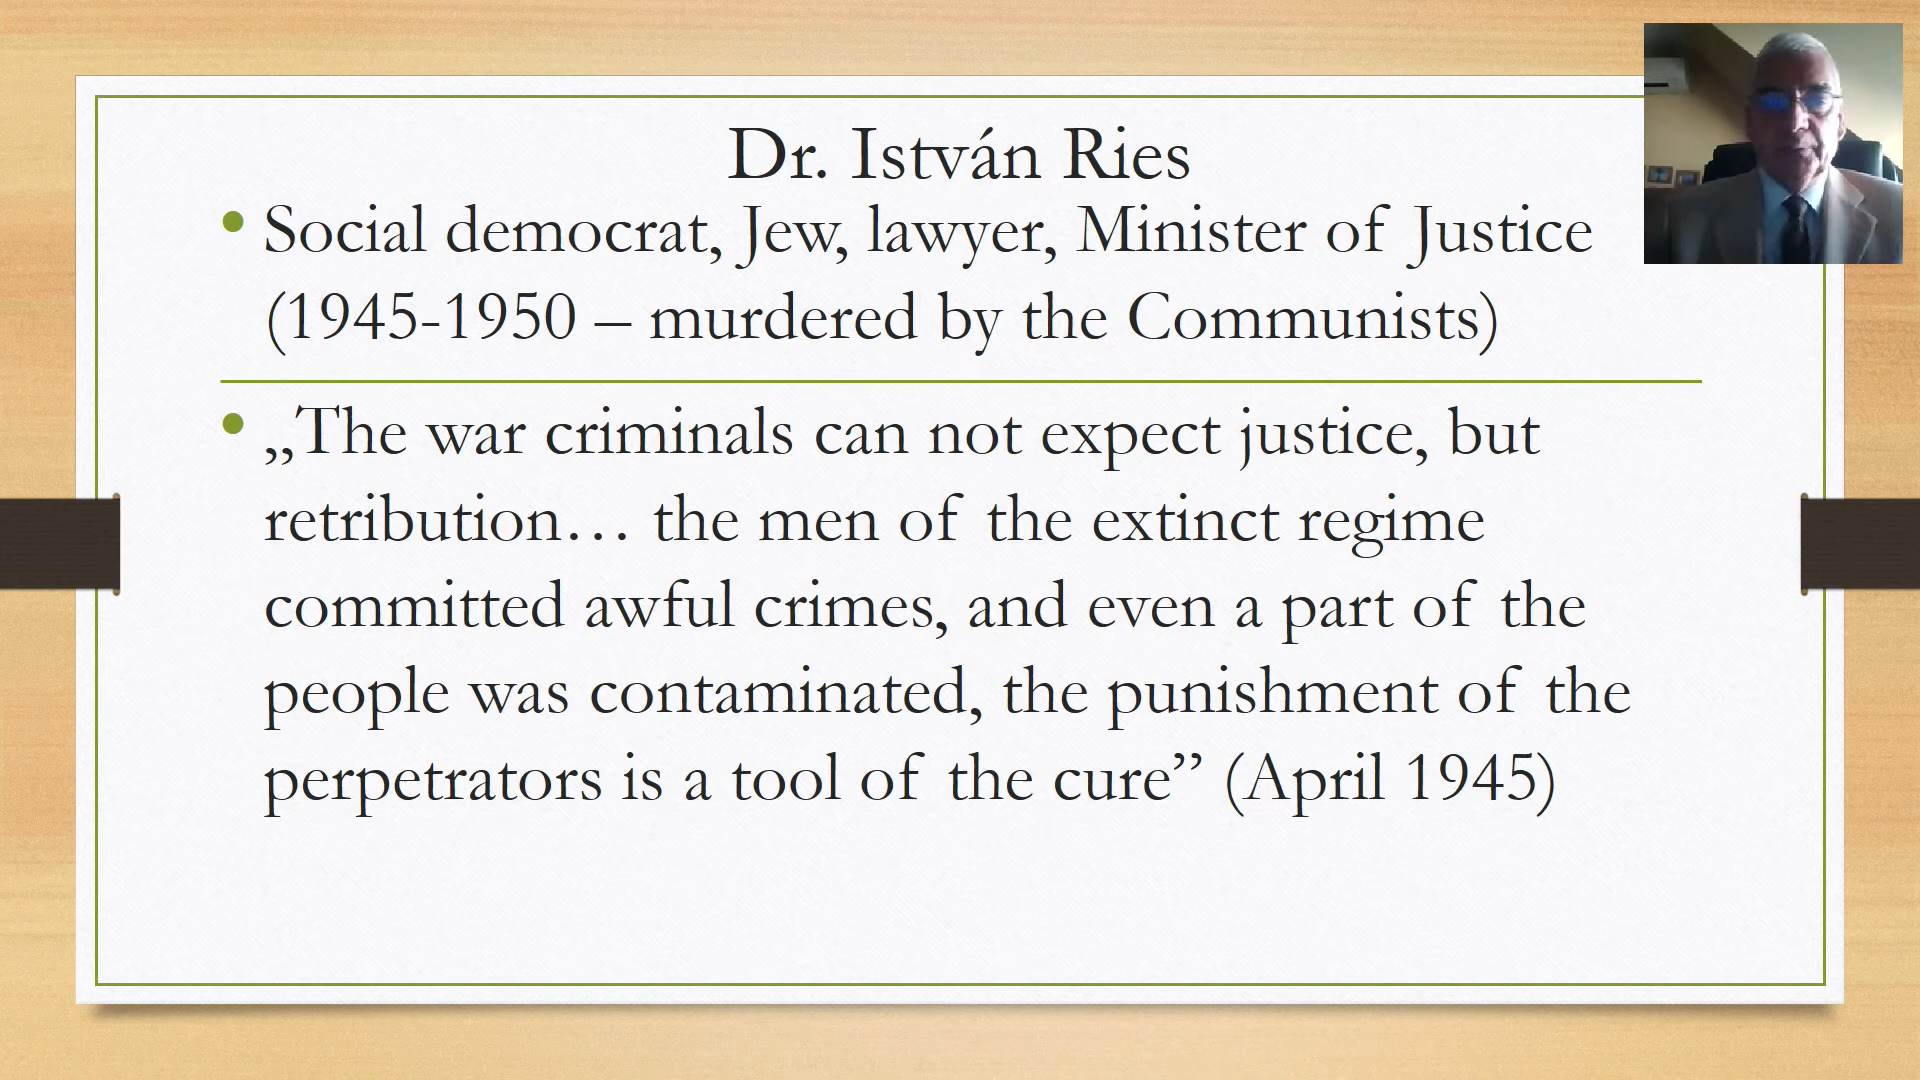 Dr. István Ries
• Social democrat, Jew, lawyer, Minister of Justice
(1945-1950 – murdered by the Communists)
• „The war criminals can not expect justice, but
retribution… the men of the extinct regime
committed awful crimes, and even a part of the
people was contaminated, the punishment of the
perpetrators is a tool of the cure” (April 1945)